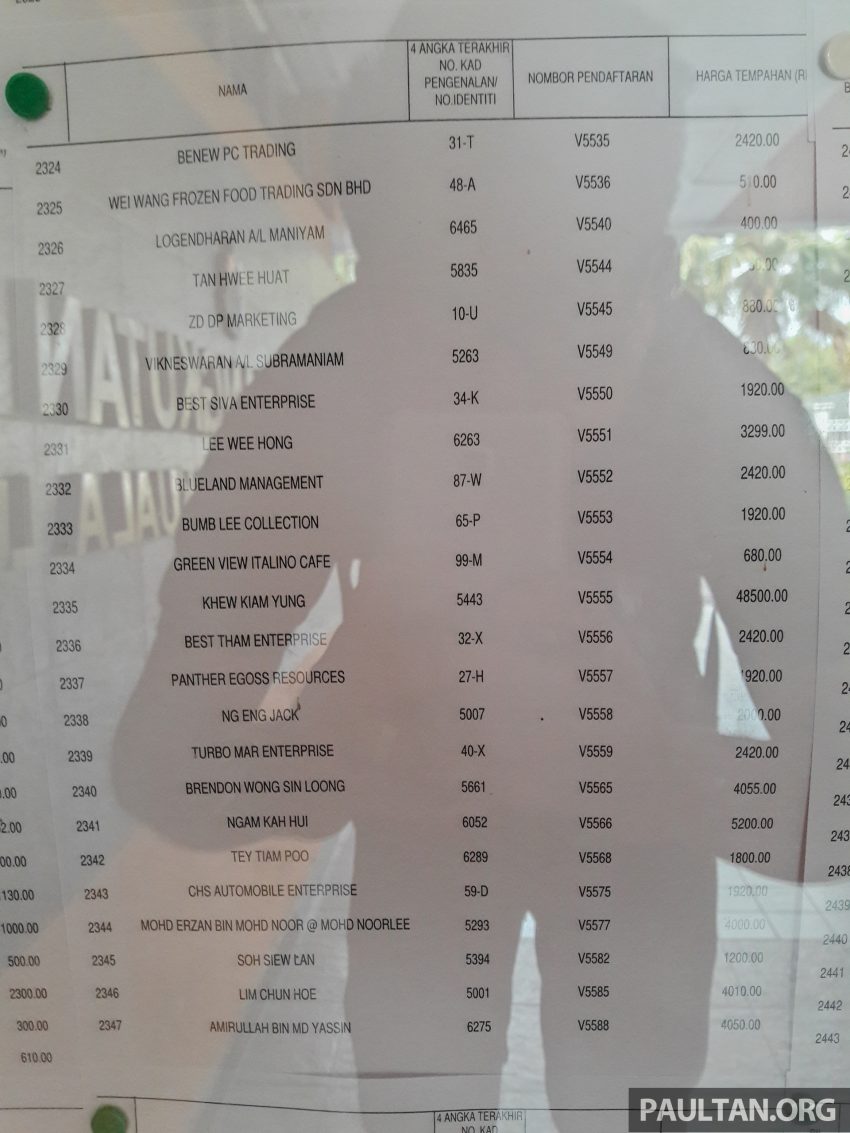 4 ANGKA TERAKHIR
NO. KAD
PENGENALAN/
NO.IDENTITI
NAMA NOMBOR PENDAFTARAN HARGA TEMPAHAN (R
2324 BENEW PC TRADING 31-T V5535 2420.00
2325 WEI WANG FROZEN FOOD TRADING SDN BHD 48-A V5536
2326 LOGENDHARAN A/L MANIYAM 6465 V5540 400.00
2327 TAN HWEE HUAT 5835 V5544
2328 ZD DP MARKETING 10-U V5545 880.00
2329 VIKNESWARAN A/L SUBRAMANIAM 5263 V5549
2330 BEST SIVA ENTERPRISE 34-K V5550 1920.00
2331 LEE WEE HONG 6263 V5551 3299.00
2332 BLUELAND MANAGEMENT 87-W V5552 2420.00
2333 BUMB LEE COLLECTION 65-P V5553 1920.00
2334 GREEN VIEW ITALINO CAFE 99-M V5554 680.00
2335 KHEW KIAM YUNG 5443 V5555 48500.00
2336 BEST THAM ENTERPRISE 32-X V5556 2420.00
2337 PANTHER EGOSS RESOURCES 27-H V5557 1920.00
2338 NG ENG JACK 5007 V5558
2339 TURBO MAR ENTERPRISE 40-X V5559 2420.00
2340 BRENDON WONG SIN LOONG 5661 V5565 4055.00
2341 NGAM KAH HUI 6052 V5566 5200.00
2342 TEY TIAM POO 6289 V5568 1800.00
130.00 2343 CHS AUTOMOBILE ENTERPRISE 59-D V5575 1920.00 2439
1000.00 2344 MOHD ERZAN BIN MOHD NOOR @ MOHD NOORLEE 5293 V5577 4000.00 2440
500.00 2345 SOH SIEW LAN 5394 V5582 1200.00 2441
2300.00 2346 LIM CHUN HOE 5001 V5585 4010.00 2442
300.00 2347 AMIRULLAH BIN MD YASSIN 6275 V5588 4050.00 2443
610.00
4 ANGKA TERAKHIR
NO. KAD
PAULTAN.ORG